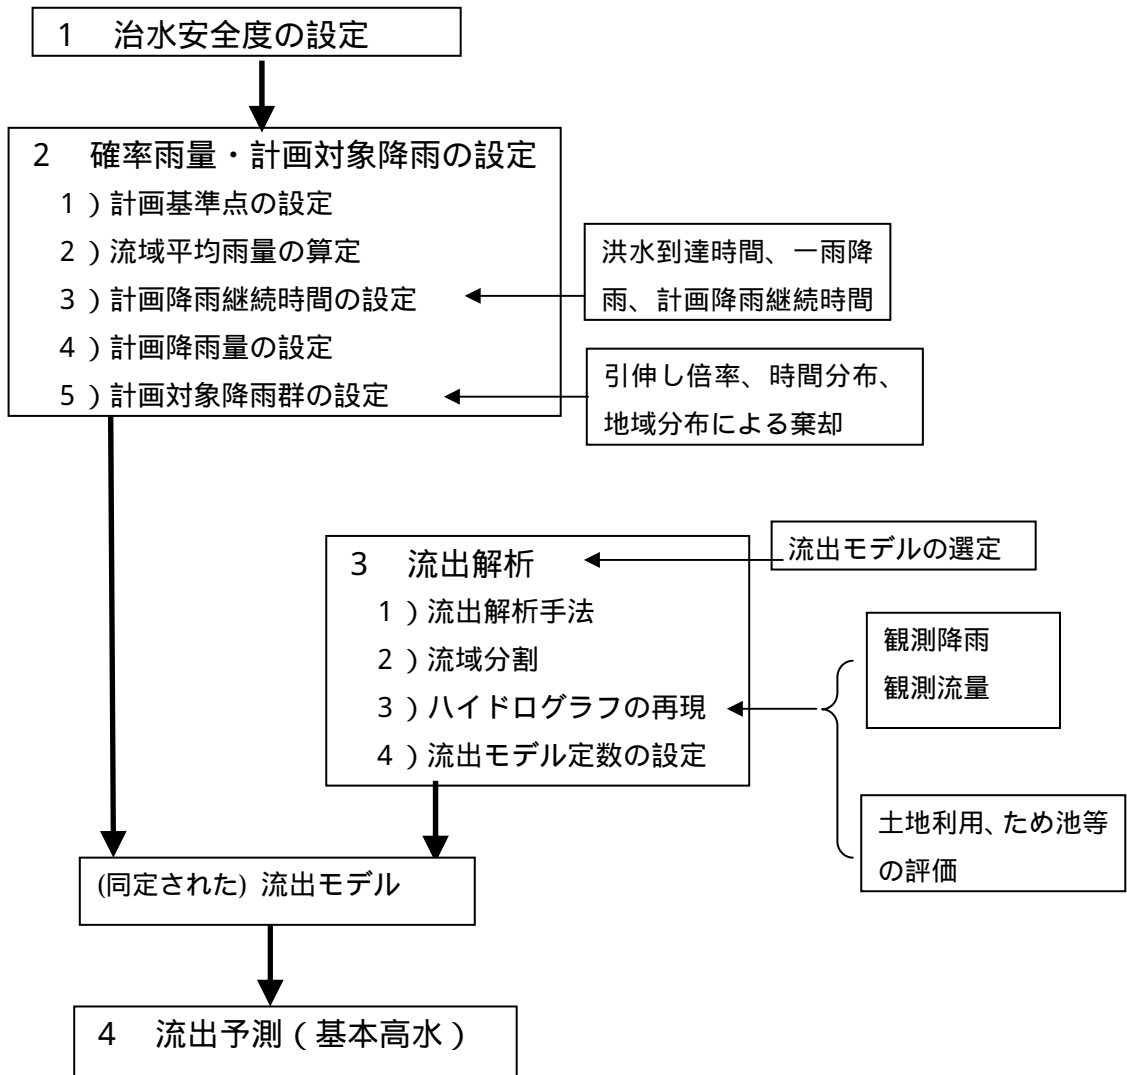 1　治水安全度の設定
2　確率雨量・計画対象降雨の設定
1）計画基準点の設定
2）流域平均雨量の算定
3）計画降雨継続時間の設定
4）計画降雨量の設定
5）計画対象降雨群の設定
洪水到達時間、一雨降
雨、計画降雨継続時間
引伸し倍率、時間分布、
地域分布による棄却
3　流出解析
1）流出解析手法
2）流域分割
3）ハイドログラフの再現
4）流出モデル定数の設定
流出モデルの選定
観測降雨
観測流量
土地利用、ため池等
の評価
(同定された) 流出モデル
4　流出予測（基本高水）